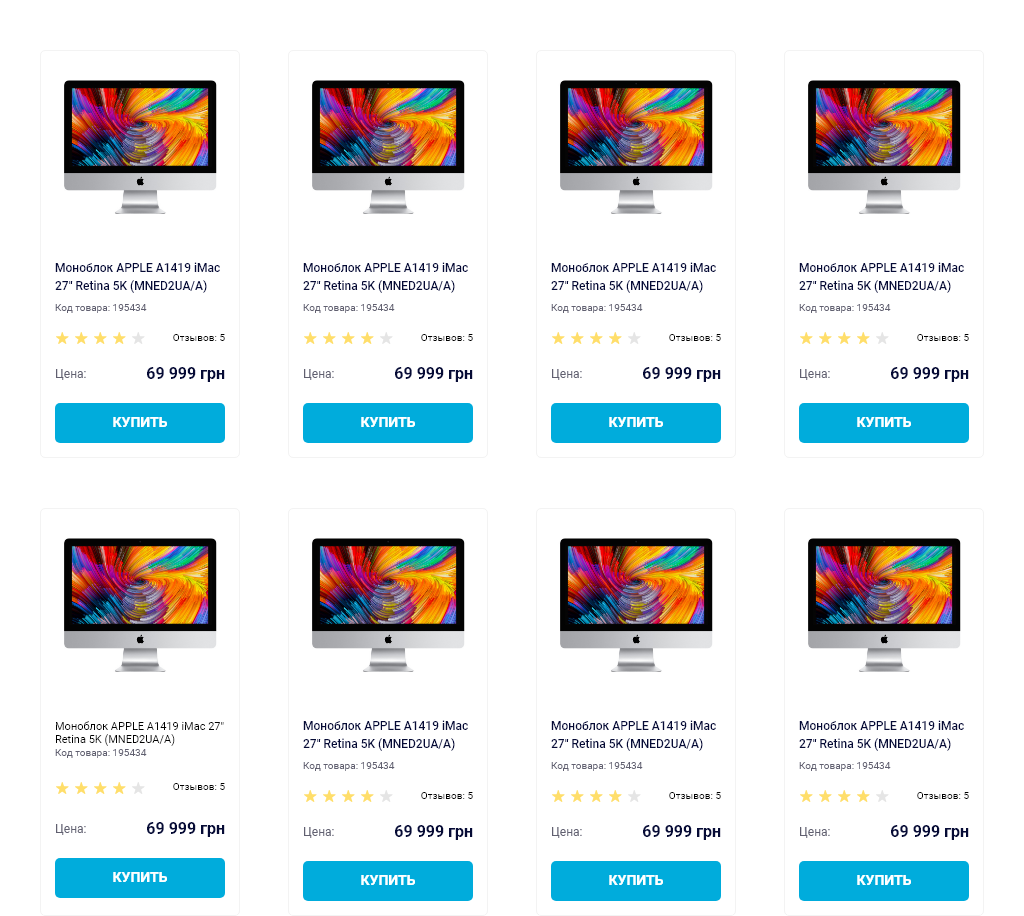 Моноблок APPLE A1419 iMac
27" Retina 5K (MNED2UA/A)
Код товара: 195434
Отзывов: 5
Цена: 69 999 грн
КУПИТЬ
Моноблок APPLE A1419 iMac
27" Retina 5K (MNED2UA/A)
Код товара: 195434
Отзывов: 5
Цена: 69 999 грн
КУПИТЬ
Моноблок APPLE A1419 iMac
27" Retina 5K (MNED2UA/A)
Код товара: 195434
Отзывов: 5
Цена: 69 999 грн
КУПИТЬ
Моноблок APPLE A1419 iMac
27" Retina 5K (MNED2UA/A)
Код товара: 195434
Отзывов: 5
Цена: 69 999 грн
КУПИТЬ
Моноблок APPLE A1419 iMac 27"
Retina 5K (MNED2UA/A)
Код товара: 195434
Отзывов: 5
Цена: 69 999 грн
КУПИТЬ
Моноблок APPLE A1419 iMac
27" Retina 5K (MNED2UA/A)
Код товара: 195434
Отзывов: 5
Цена: 69 999 грн
КУПИТЬ
Моноблок APPLE A1419 iMac
27" Retina 5K (MNED2UA/A)
Код товара: 195434
Отзывов: 5
Цена: 69 999 грн
КУПИТЬ
Моноблок APPLE A1419 iMac
27" Retina 5K (MNED2UA/A)
Код товара: 195434
Отзывов: 5
Цена: 69 999 грн
КУПИТЬ